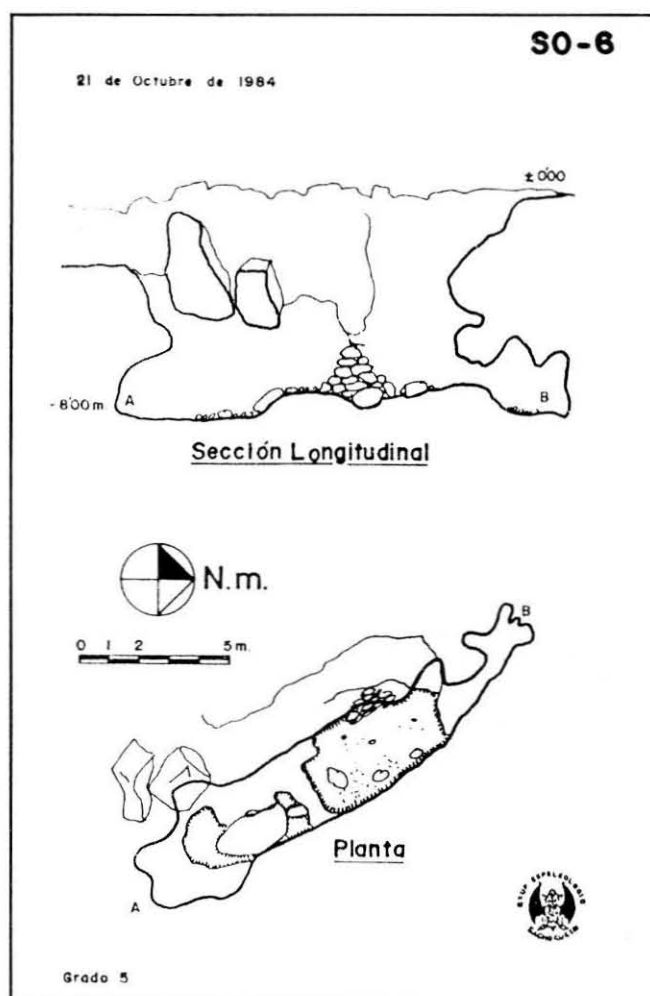 SO-6
21 de Octubre de 1984
± 0'00
- 8'00 m.
A
B
Sección Longitudinal
N.m.
0 1 2 5 m.
B
Planta
A
Grado 5